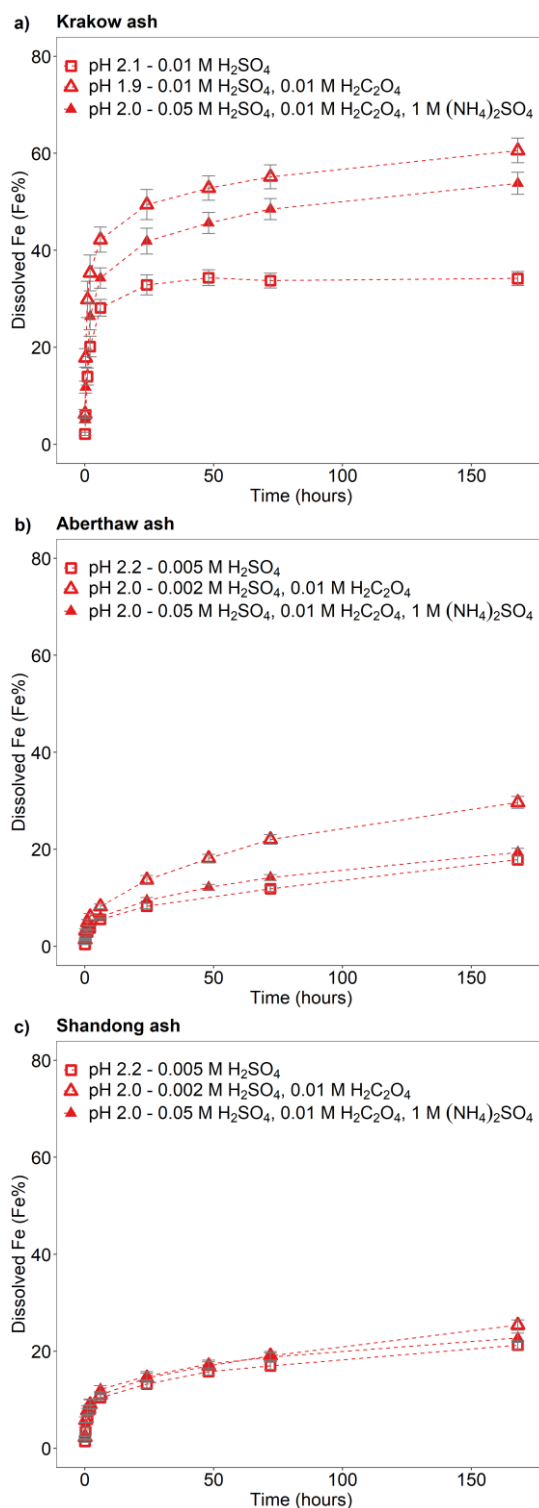 a) Krakow ash
80
pH 2.1 - 0.01 M H₂SO₄
pH 1.9 - 0.01 M H₂SO₄, 0.01 M H₂C₂O₄
pH 2.0 - 0.05 M H₂SO₄, 0.01 M H₂C₂O₄, 1 M (NH₄)₂SO₄
60
40
20
0
Dissolved Fe (Fe%)
0 50 100 150
Time (hours)
b) Aberthaw ash
80
pH 2.2 - 0.005 M H₂SO₄
pH 2.0 - 0.002 M H₂SO₄, 0.01 M H₂C₂O₄
pH 2.0 - 0.05 M H₂SO₄, 0.01 M H₂C₂O₄, 1 M (NH₄)₂SO₄
60
40
20
0
Dissolved Fe (Fe%)
0 50 100 150
Time (hours)
c) Shandong ash
80
pH 2.2 - 0.005 M H₂SO₄
pH 2.0 - 0.002 M H₂SO₄, 0.01 M H₂C₂O₄
pH 2.0 - 0.05 M H₂SO₄, 0.01 M H₂C₂O₄, 1 M (NH₄)₂SO₄
60
40
20
0
Dissolved Fe (Fe%)
0 50 100 150
Time (hours)